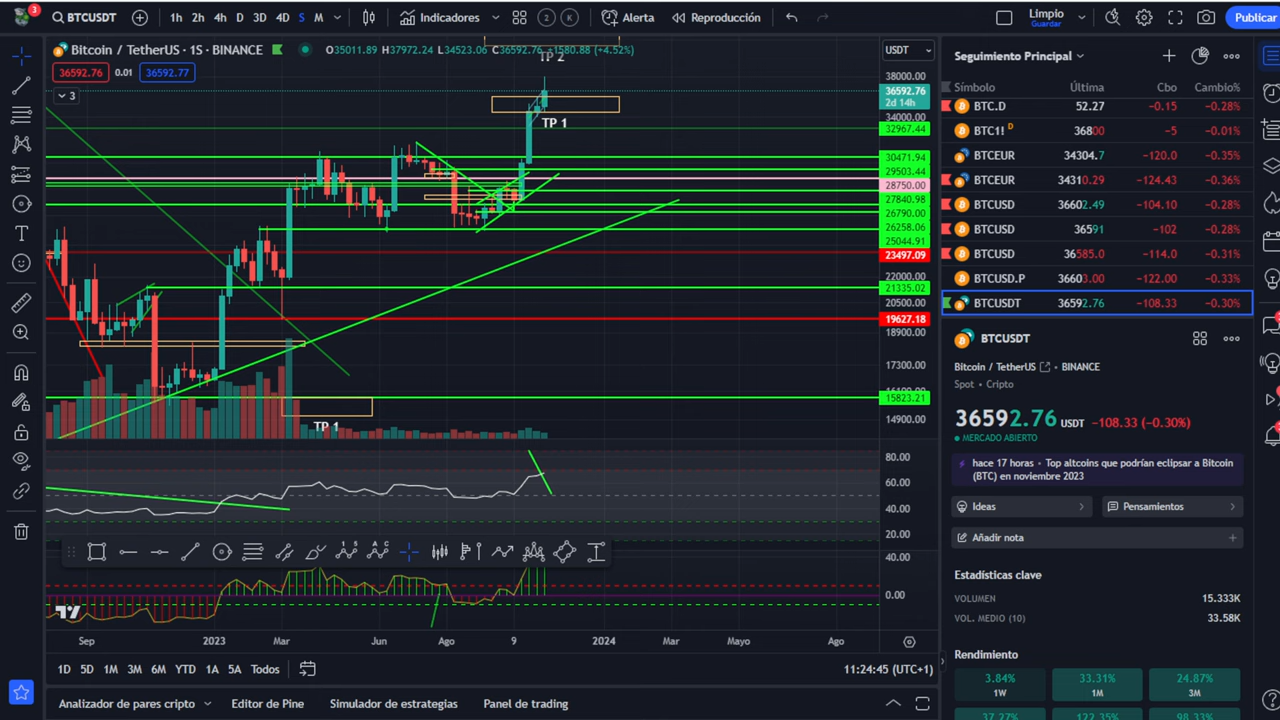 3
BTCUSDT
1h 2h 4h D 3D 4D S M
Indicadores
2 K
Alerta
Reproducción
Limpio
Guardar
Publicar
Bitcoin / TetherUS · 1S · BINANCE
O35011.89 H37972.24 L34523.06 C36592.76 +1580.88 (+4.52%)
36592.76 0.01 36592.77
3
TP 2
TP 1
TP 1
USDT
38000.00
36592.76
2d 14h
34000.00
32967.44
30471.94
29503.44
28750.00
27840.98
26790.00
26258.06
25044.91
23497.09
22000.00
21335.02
20500.00
19627.18
18900.00
17300.00
15823.21
14900.00
80.00
60.00
40.00
20.00
40.00
0.00
Sep 2023 Mar Jun Ago 9 2024 Mar Mayo Ago
1D 5D 1M 3M 6M YTD 1A 5A Todos
11:24:45 (UTC+1)
Analizador de pares cripto
Editor de Pine
Simulador de estrategias
Panel de trading
Seguimiento Principal
Símbolo Última Cbo Cambio%
BTC.D 52.27 −0.15 −0.28%
BTC1! D 36800 −5 −0.01%
BTCEUR 34304.7 −120.0 −0.35%
BTCEUR 34310.29 −124.43 −0.36%
BTCUSD 36602.49 −104.10 −0.28%
BTCUSD 36591 −102 −0.28%
BTCUSD 36585.0 −114.0 −0.31%
BTCUSD.P 36603.00 −122.00 −0.33%
BTCUSDT 36592.76 −108.33 −0.30%
BTCUSDT
Bitcoin / TetherUS · BINANCE
Spot · Cripto
36592.76 USDT −108.33 (−0.30%)
MERCADO ABIERTO
hace 17 horas · Top altcoins que podrían eclipsar a Bitcoin
(BTC) en noviembre 2023
Ideas
Pensamientos
Añadir nota
Estadísticas clave
VOLUMEN 15.333K
VOL. MEDIO (10) 33.58K
Rendimiento
3.84% 33.31% 24.87%
1W 1M 3M